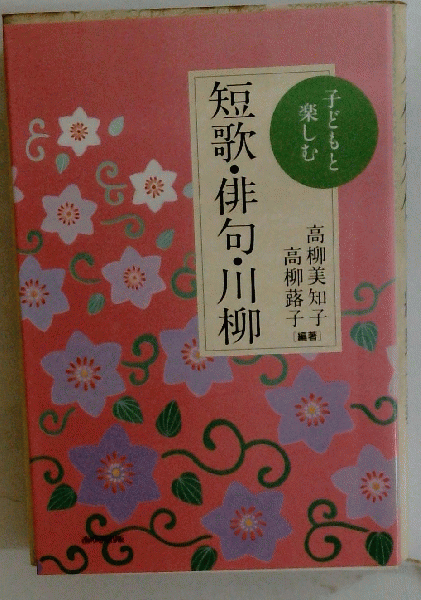 子どもと
楽しむ
短歌・俳句・川柳
高柳美知子
高柳蕗子
[編著]